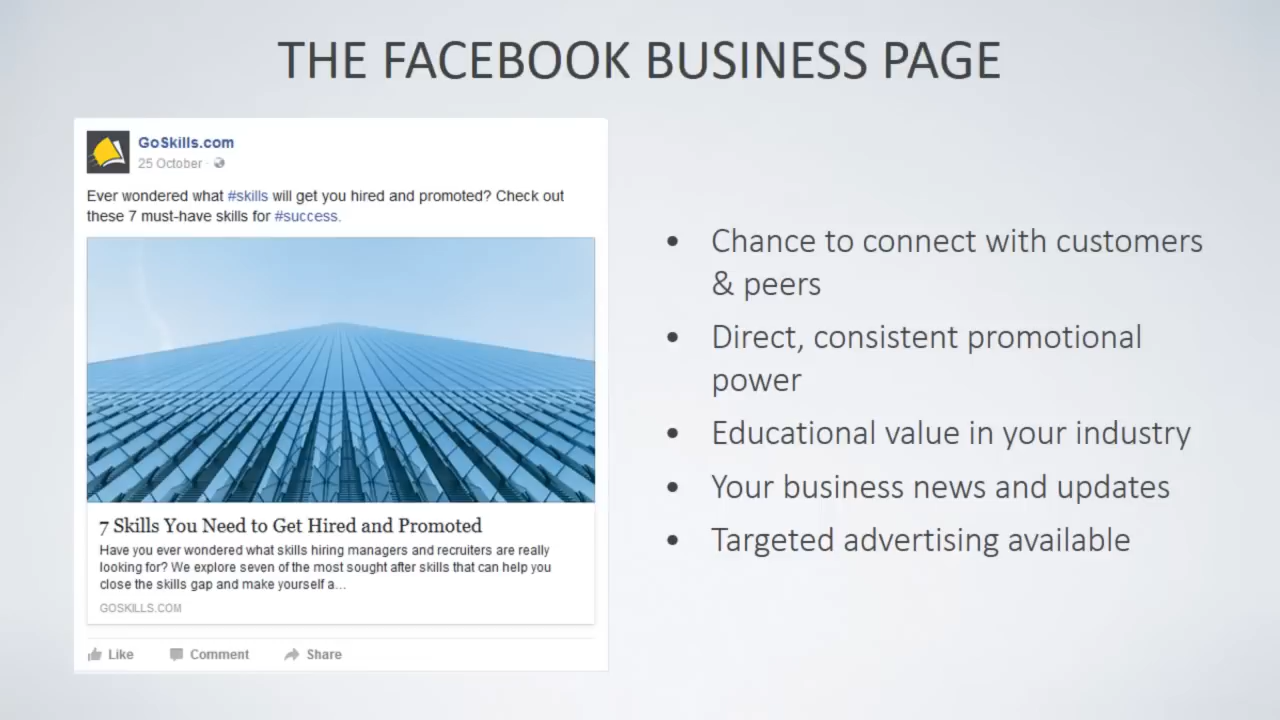 THE FACEBOOK BUSINESS PAGE
GoSkills.com
25 October ·
Ever wondered what #skills will get you hired and promoted? Check out
these 7 must-have skills for #success.
7 Skills You Need to Get Hired and Promoted
Have you ever wondered what skills hiring managers and recruiters are really
looking for? We explore seven of the most sought after skills that can help you
close the skills gap and make yourself a...
GOSKILLS.COM
Like Comment Share
• Chance to connect with customers
& peers
• Direct, consistent promotional
power
• Educational value in your industry
• Your business news and updates
• Targeted advertising available